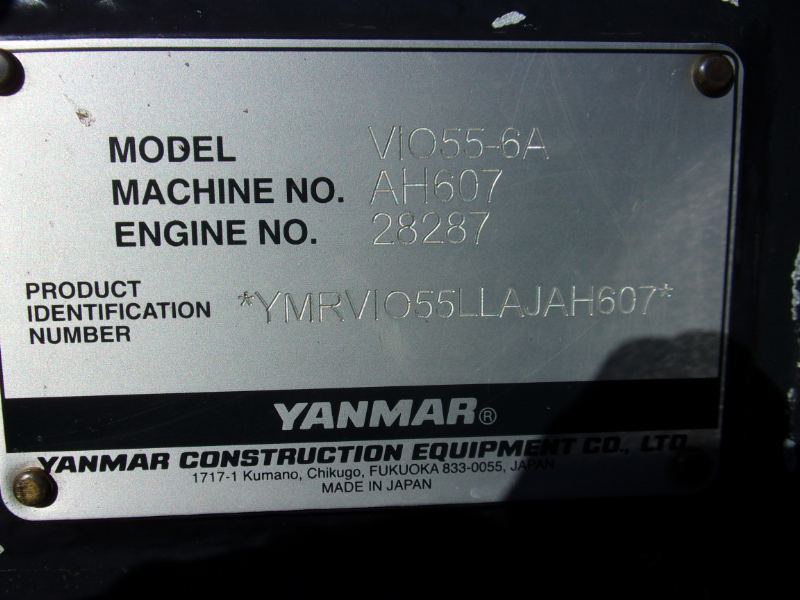 MODEL VIO55-6A
MACHINE NO. AH607
ENGINE NO. 28287
PRODUCT
IDENTIFICATION
NUMBER
*YMRVIO55LLAJAH607*
YANMAR®
YANMAR CONSTRUCTION EQUIPMENT CO., LTD.
1717-1 Kumano, Chikugo, FUKUOKA 833-0055, JAPAN
MADE IN JAPAN